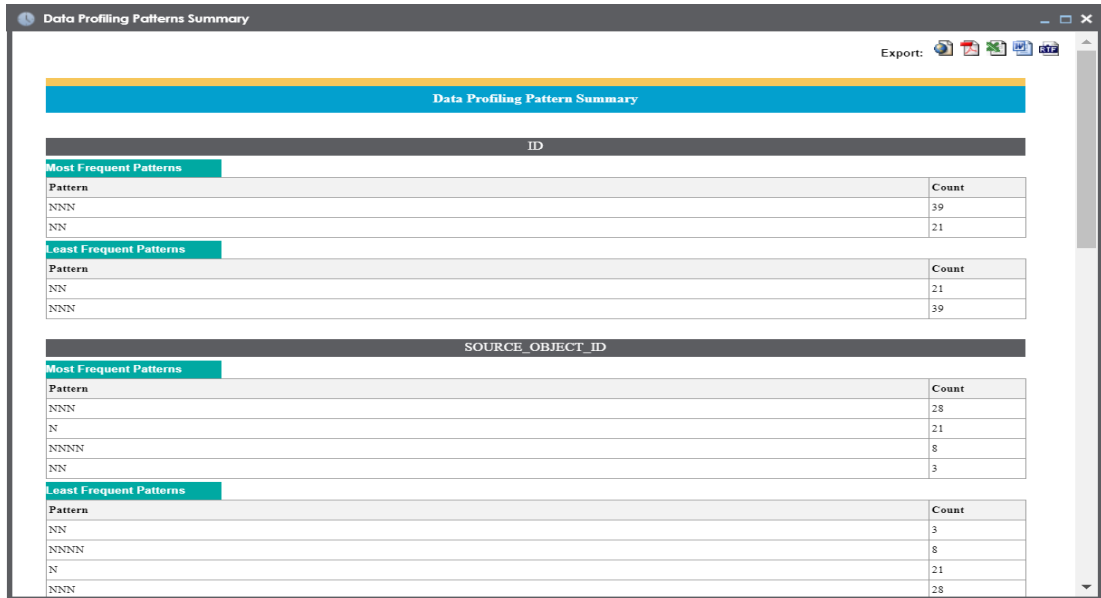 Data Profiling Patterns Summary
Export:
Data Profiling Pattern Summary
ID
Most Frequent Patterns
Pattern Count
NNN 39
NN 21
Least Frequent Patterns
Pattern Count
NN 21
NNN 39
SOURCE_OBJECT_ID
Most Frequent Patterns
Pattern Count
NNN 28
N 21
NNNN 8
NN 3
Least Frequent Patterns
Pattern Count
NN 3
NNNN 8
N 21
NNN 28